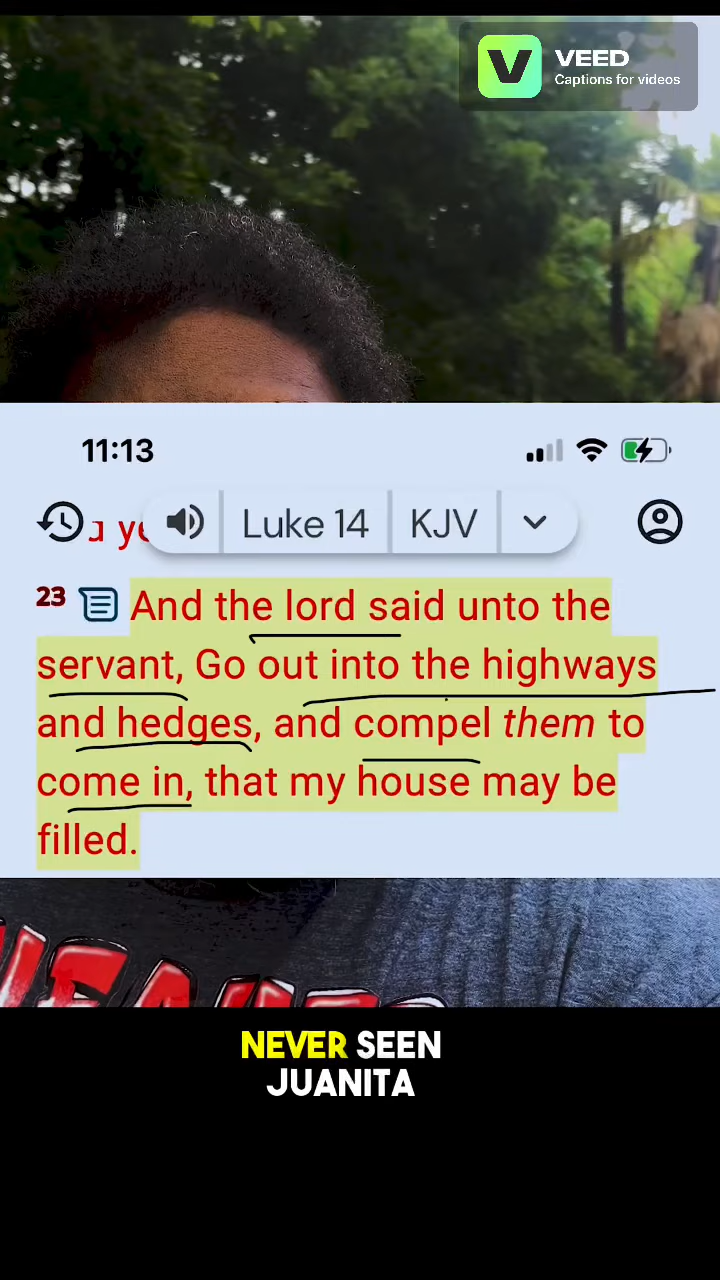 VEED
Captions for videos
11:13
Luke 14 KJV
23 And the lord said unto the
servant, Go out into the highways
and hedges, and compel them to
come in, that my house may be
filled.
NEVER SEEN
JUANITA